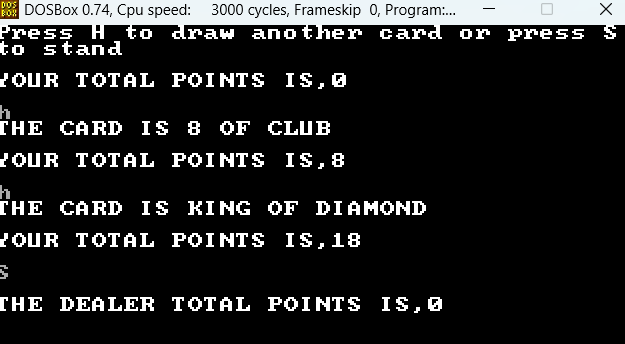 DOSBox 0.74, Cpu speed: 3000 cycles, Frameskip 0, Program:...
Press H to draw another card or press S
to stand
YOUR TOTAL POINTS IS,0
h
THE CARD IS 8 OF CLUB
YOUR TOTAL POINTS IS,8
h
THE CARD IS KING OF DIAMOND
YOUR TOTAL POINTS IS,18
S
THE DEALER TOTAL POINTS IS,0